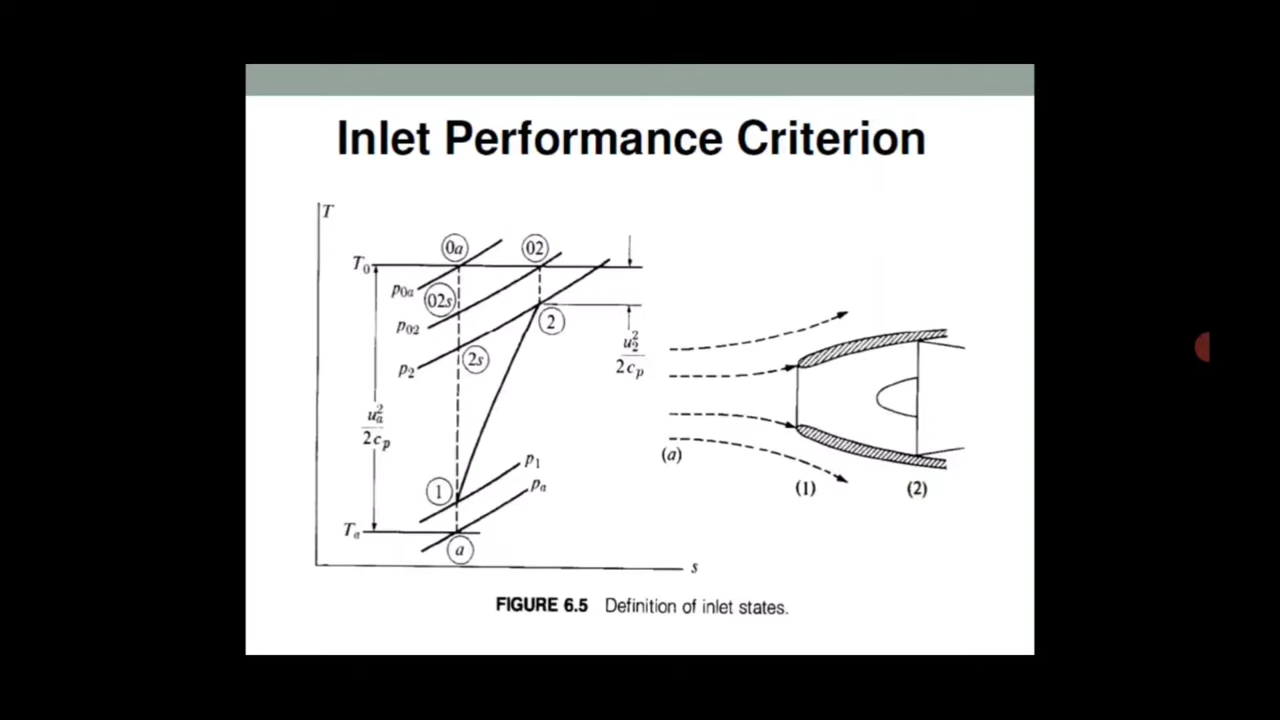 Inlet Performance Criterion
T
0a
02
T₀
p₀ₐ
02s
p₀₂
2
p₂
2s
u₂²
2cₚ
uₐ²
2cₚ
(a)
p₁
1
pₐ
(1)
(2)
Tₐ
a
s
FIGURE 6.5 Definition of inlet states.